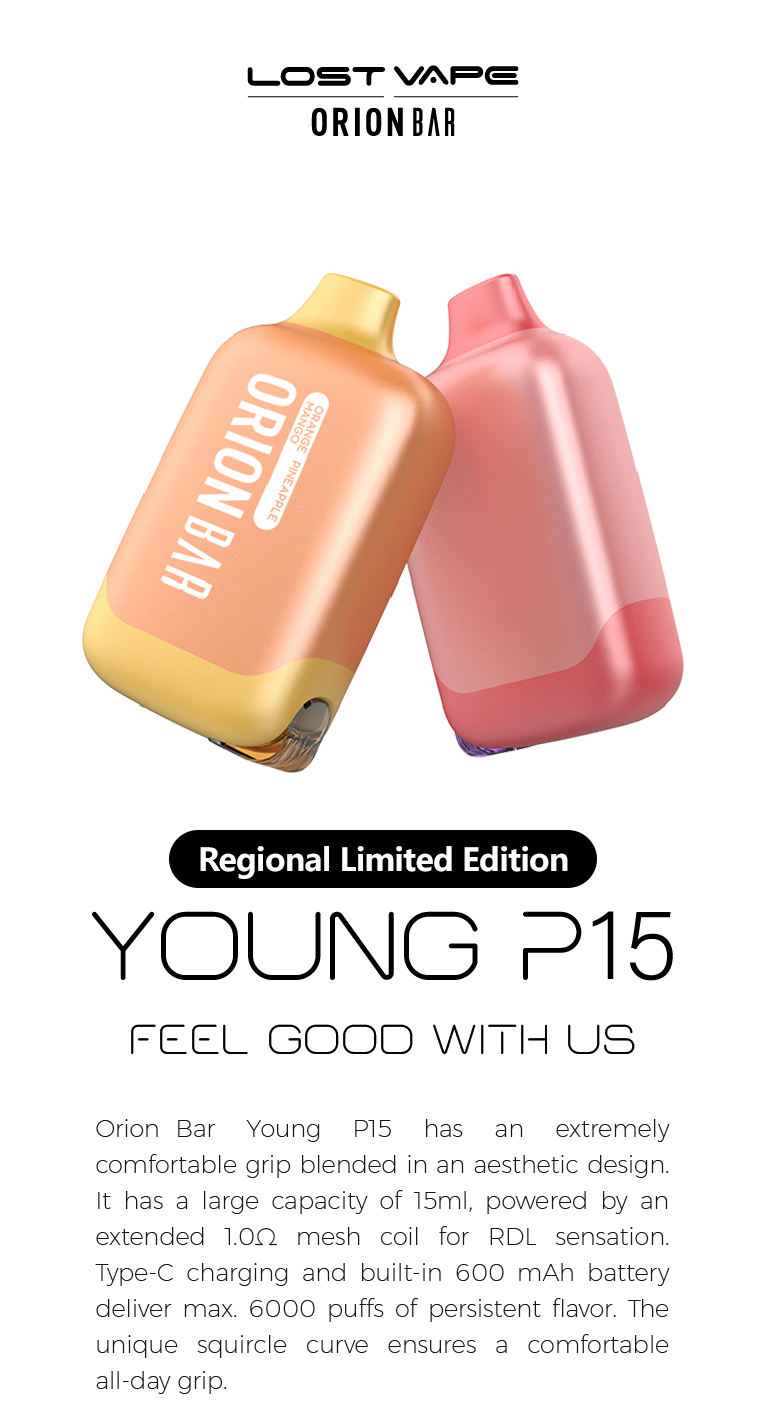 LOST VAPE
ORION BAR
ORION BAR
ORANGE PINEAPPLE
MANGO
Regional Limited Edition
YOUNG P15
FEEL GOOD WITH US
Orion Bar Young P15 has an extremely
comfortable grip blended in an aesthetic design.
It has a large capacity of 15ml, powered by an
extended 1.0Ω mesh coil for RDL sensation.
Type-C charging and built-in 600 mAh battery
deliver max. 6000 puffs of persistent flavor. The
unique squircle curve ensures a comfortable
all-day grip.